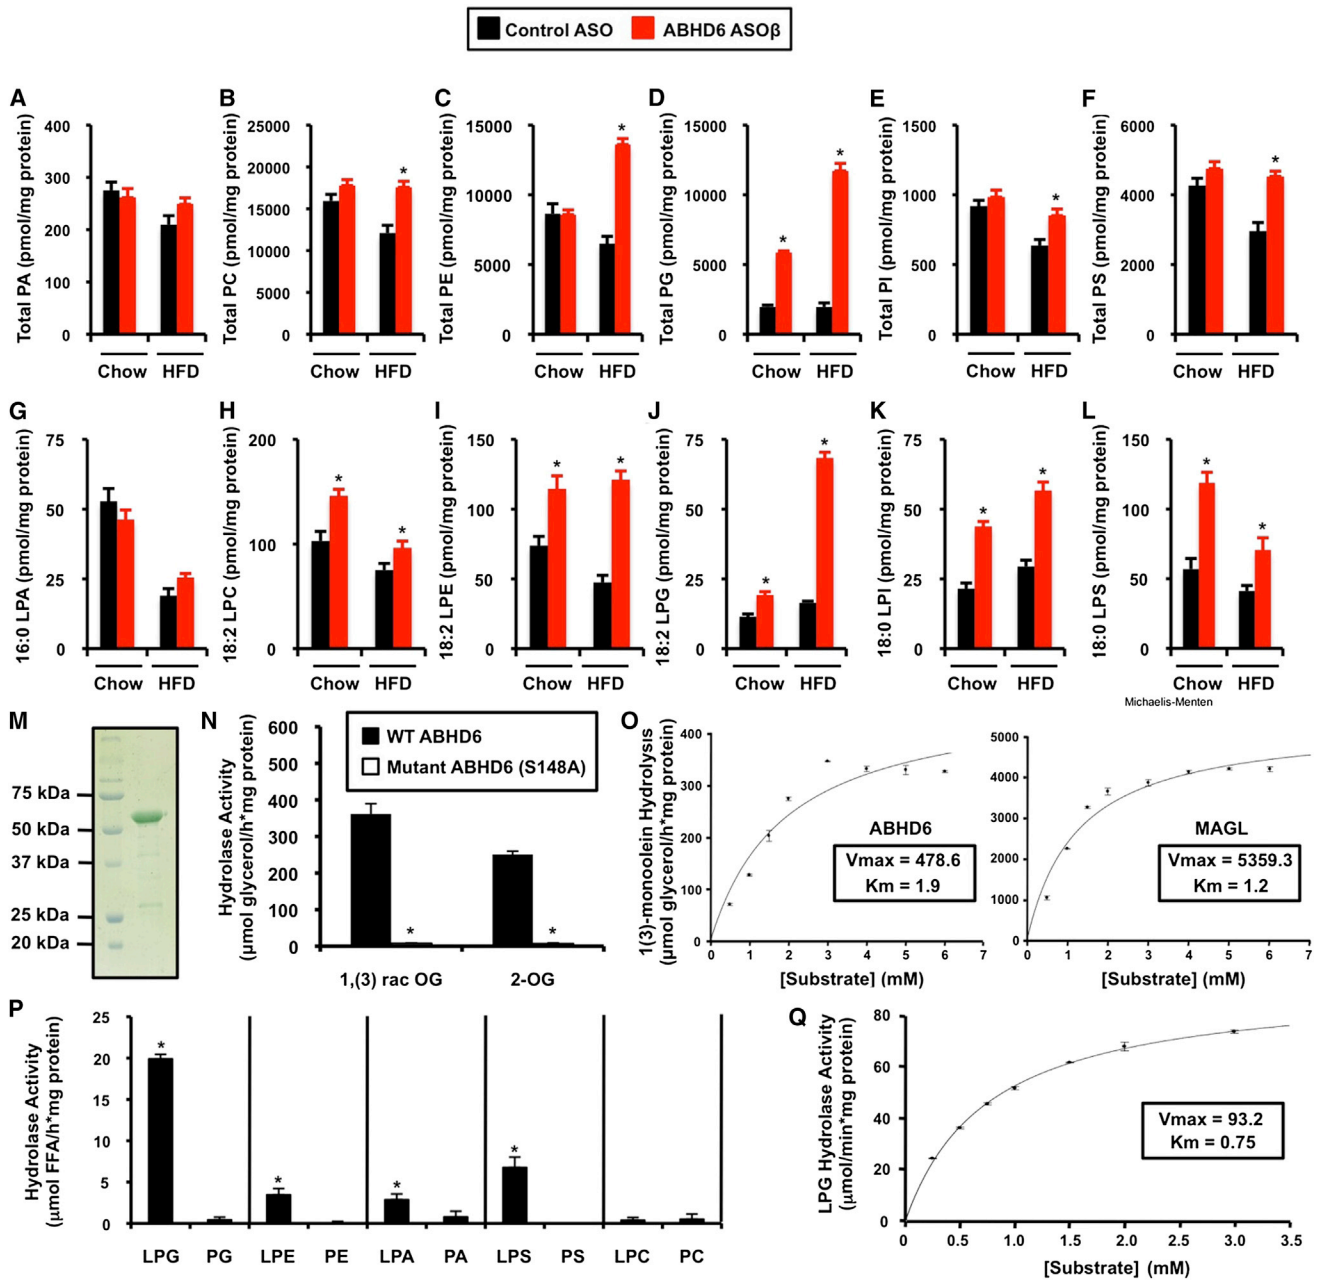 Control ASO ABHD6 ASOβ
A B C D E F
Total PA (pmol/mg protein)
400
300
200
100
0
Chow HFD
Total PC (pmol/mg protein)
25000
20000
15000
10000
5000
0
*
Chow HFD
Total PE (pmol/mg protein)
15000
10000
5000
0
*
Chow HFD
Total PG (pmol/mg protein)
15000
10000
5000
0
* *
Chow HFD
Total PI (pmol/mg protein)
1500
1000
500
0
*
Chow HFD
Total PS (pmol/mg protein)
6000
4000
2000
0
*
Chow HFD
G H I J K L
16:0 LPA (pmol/mg protein)
75
50
25
0
Chow HFD
18:2 LPC (pmol/mg protein)
200
100
0
* *
Chow HFD
18:2 LPE (pmol/mg protein)
150
100
50
0
* *
Chow HFD
18:2 LPG (pmol/mg protein)
75
50
25
0
* *
Chow HFD
18:0 LPI (pmol/mg protein)
75
50
25
0
* *
Chow HFD
18:0 LPS (pmol/mg protein)
150
100
50
0
* *
Chow HFD
Michaelis-Menten
M
75 kDa
50 kDa
37 kDa
25 kDa
20 kDa
N
Hydrolase Activity
(µmol glycerol/h*mg protein)
600
500
400
300
200
100
0
WT ABHD6
Mutant ABHD6 (S148A)
* *
1,(3) rac OG 2-OG
O
1(3)-monoolein Hydrolysis
(µmol glycerol/h*mg protein)
400
300
200
100
0
ABHD6
Vmax = 478.6
Km = 1.9
0 1 2 3 4 5 6 7
[Substrate] (mM)
5000
4000
3000
2000
1000
0
MAGL
Vmax = 5359.3
Km = 1.2
0 1 2 3 4 5 6 7
[Substrate] (mM)
P
Hydrolase Activity
(µmol FFA/h*mg protein)
25
20
15
10
5
0
* * * *
LPG PG LPE PE LPA PA LPS PS LPC PC
Q
LPG Hydrolase Activity
(µmol/min*mg protein)
80
60
40
20
0
Vmax = 93.2
Km = 0.75
0 0.5 1.0 1.5 2.0 2.5 3.0 3.5
[Substrate] (mM)